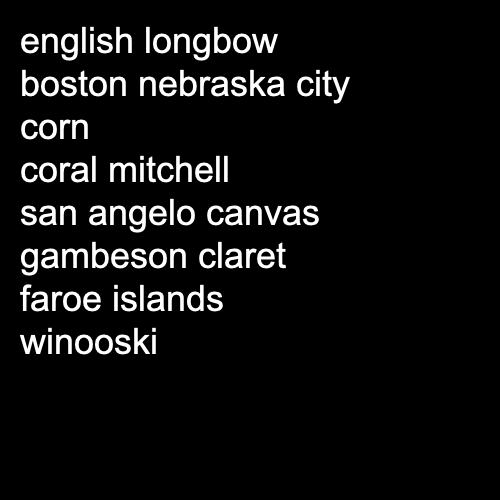 english longbow
boston nebraska city
corn
coral mitchell
san angelo canvas
gambeson claret
faroe islands
winooski